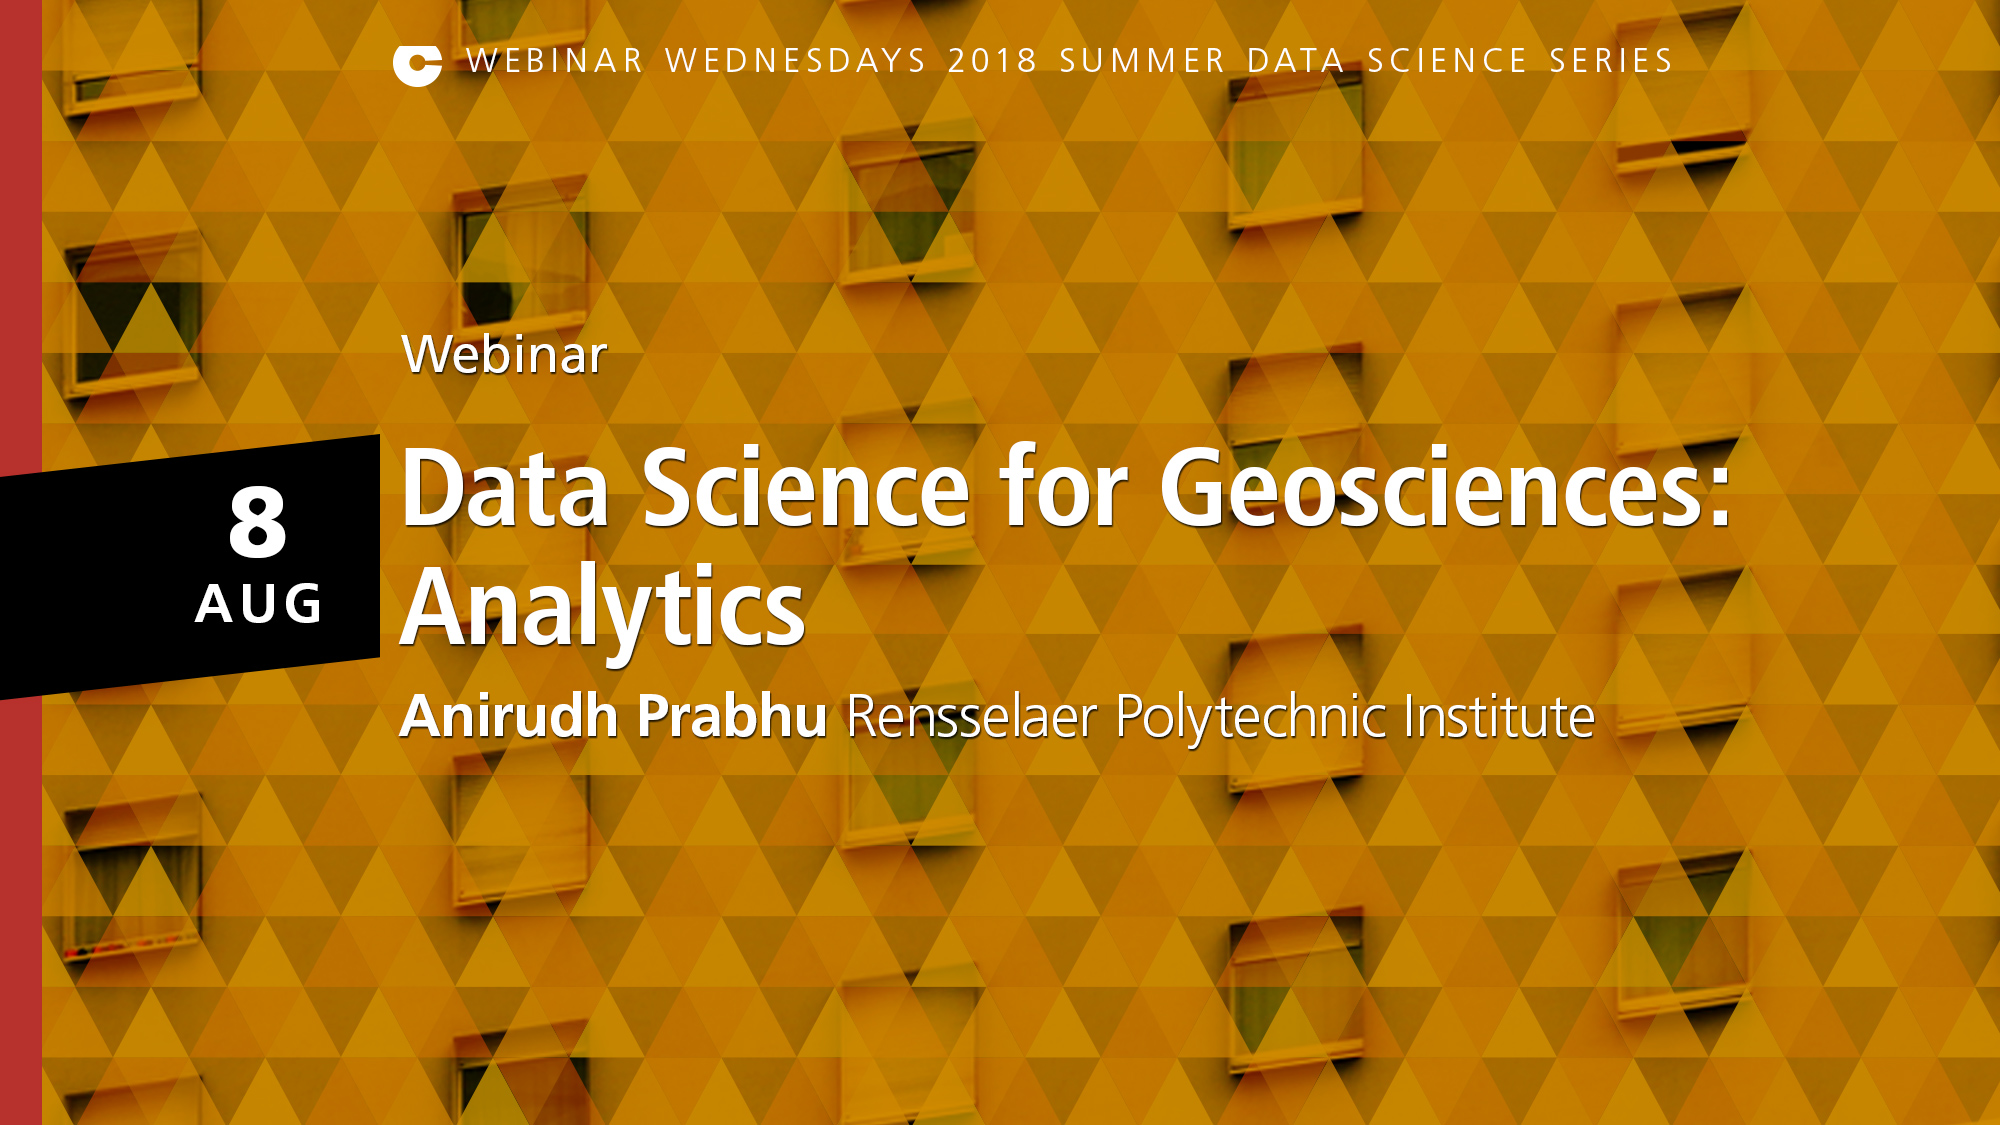 WEBINAR WEDNESDAYS 2018 SUMMER DATA SCIENCE SERIES
Webinar
8
AUG
Data Science for Geosciences:
Analytics
Anirudh Prabhu Rensselaer Polytechnic Institute